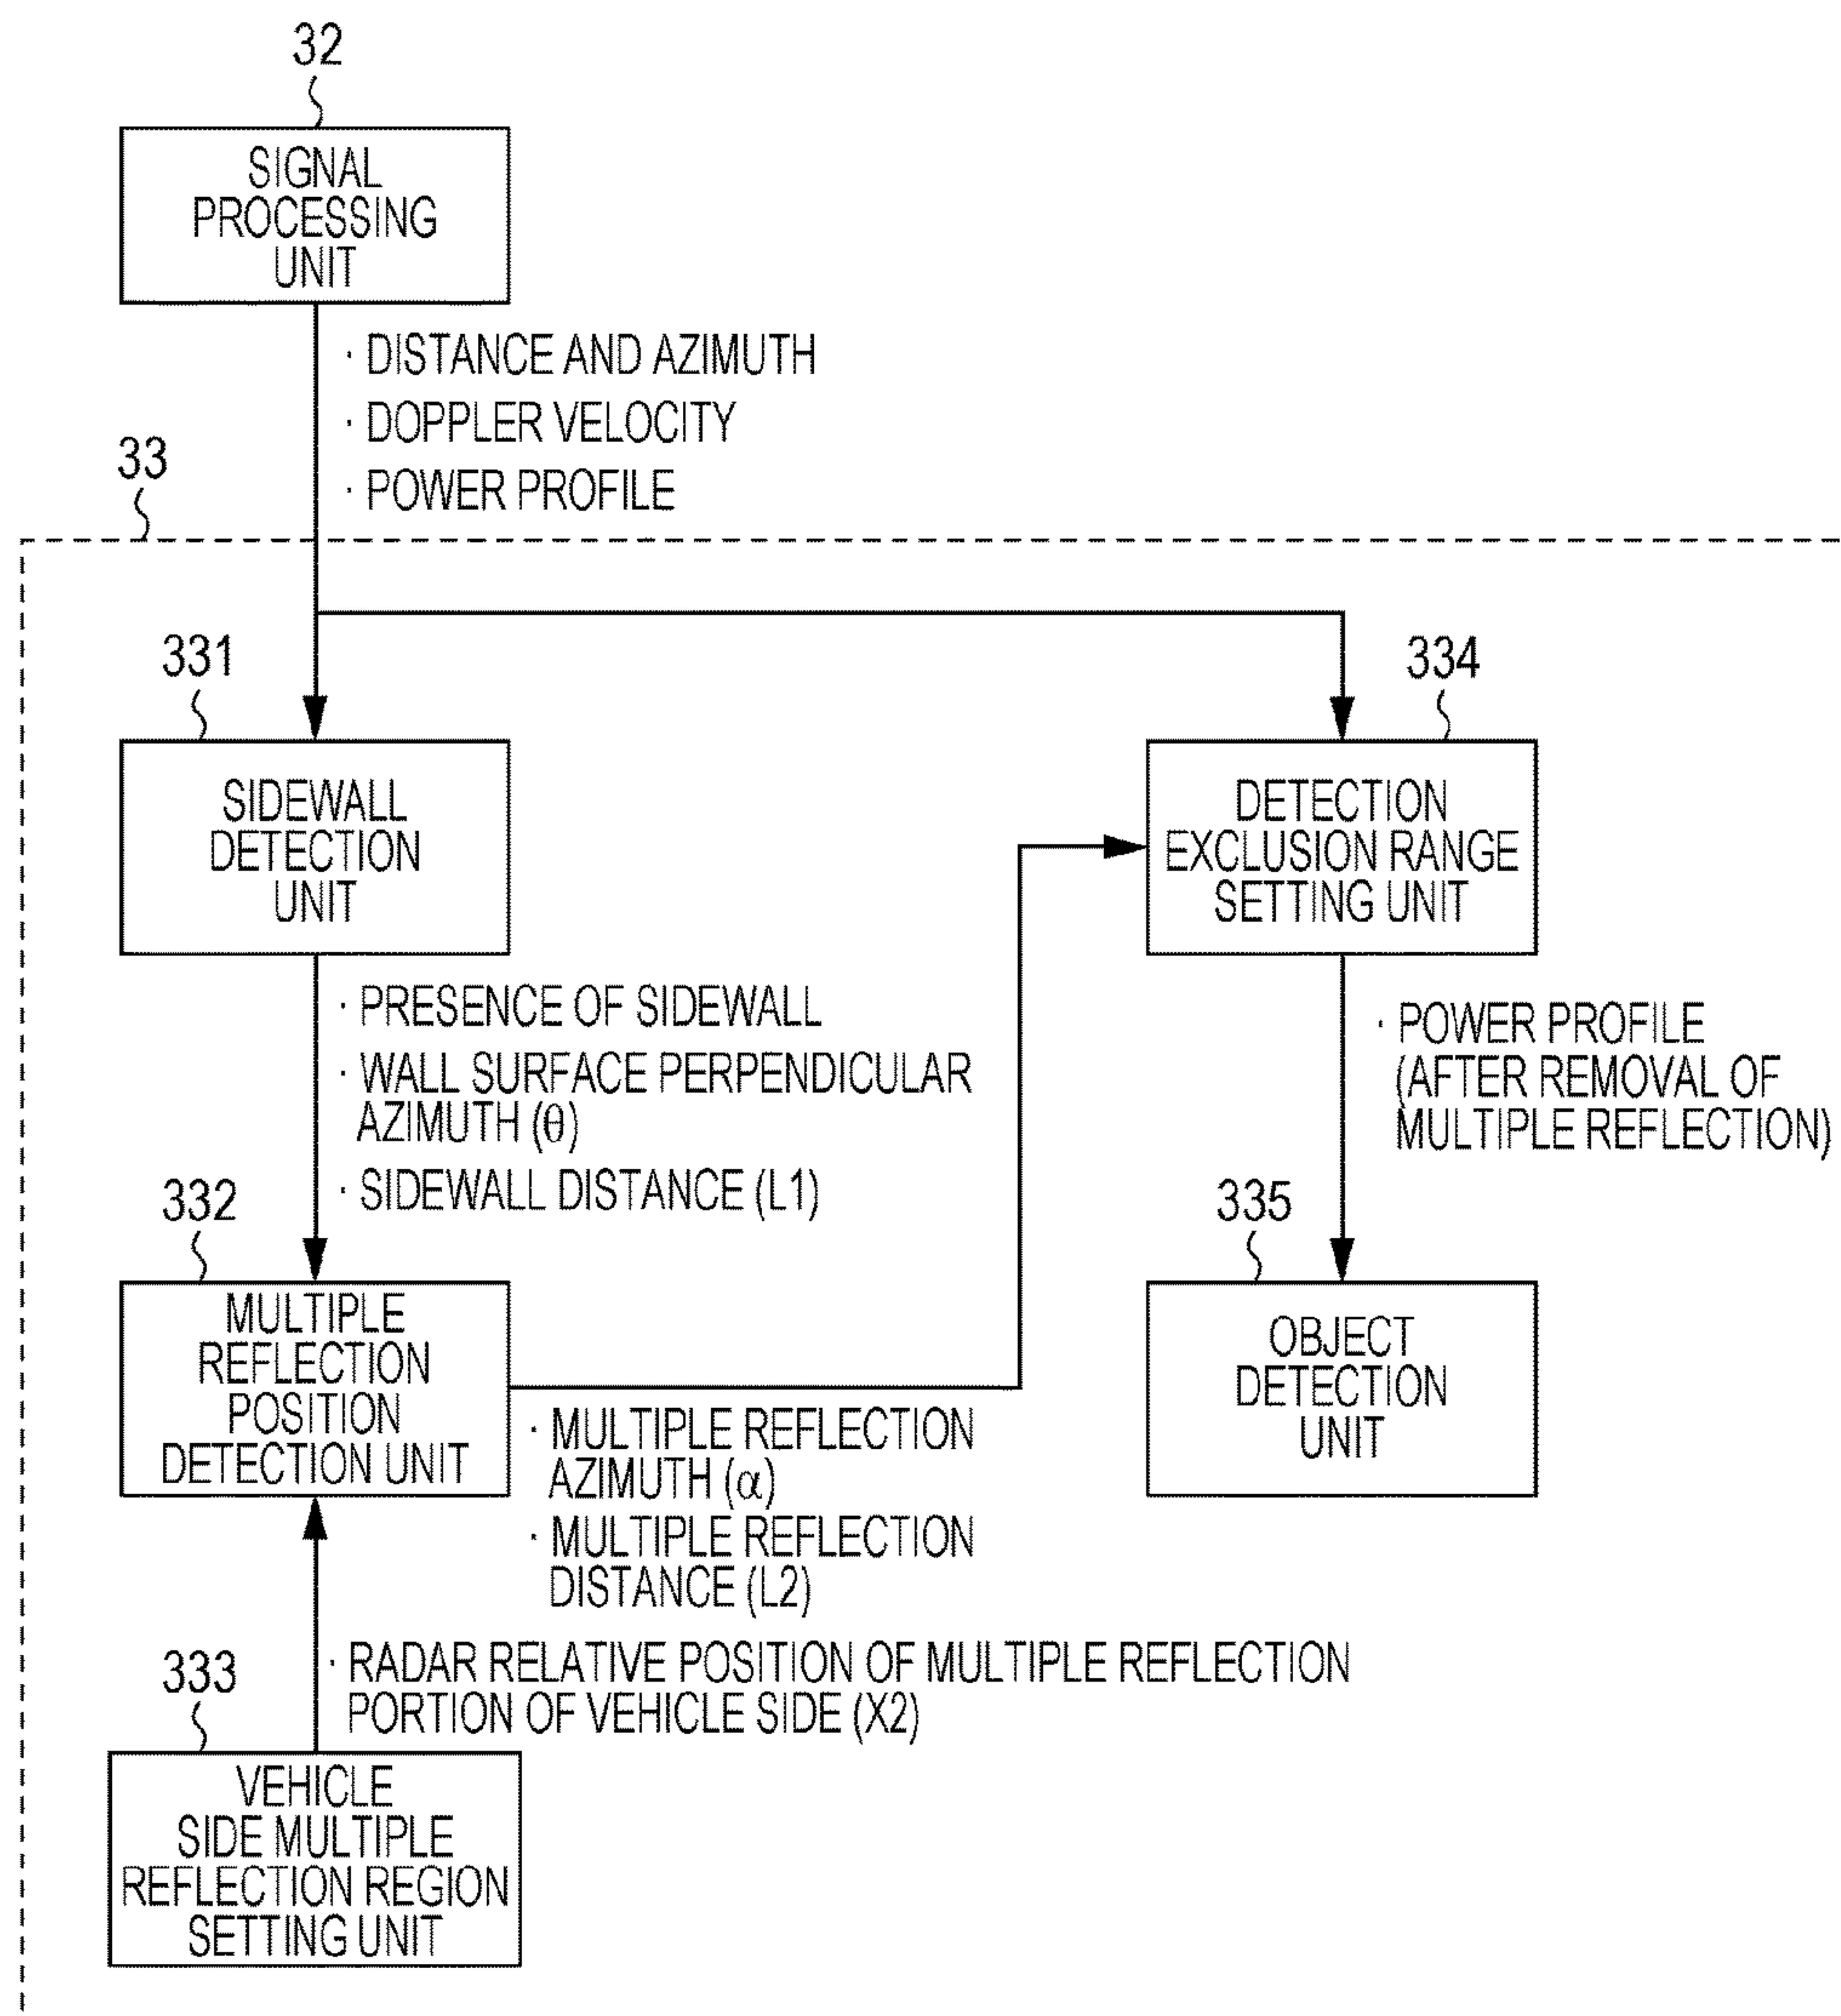 32
SIGNAL
PROCESSING
UNIT
· DISTANCE AND AZIMUTH
· DOPPLER VELOCITY
· POWER PROFILE
33
331
SIDEWALL
DETECTION
UNIT
334
DETECTION
EXCLUSION RANGE
SETTING UNIT
· PRESENCE OF SIDEWALL
· WALL SURFACE PERPENDICULAR
AZIMUTH (θ)
· SIDEWALL DISTANCE (L1)
· POWER PROFILE
(AFTER REMOVAL OF
MULTIPLE REFLECTION)
332
MULTIPLE
REFLECTION
POSITION
DETECTION UNIT
335
OBJECT
DETECTION
UNIT
· MULTIPLE REFLECTION
AZIMUTH (α)
· MULTIPLE REFLECTION
DISTANCE (L2)
· RADAR RELATIVE POSITION OF MULTIPLE REFLECTION
PORTION OF VEHICLE SIDE (X2)
333
VEHICLE
SIDE MULTIPLE
REFLECTION REGION
SETTING UNIT